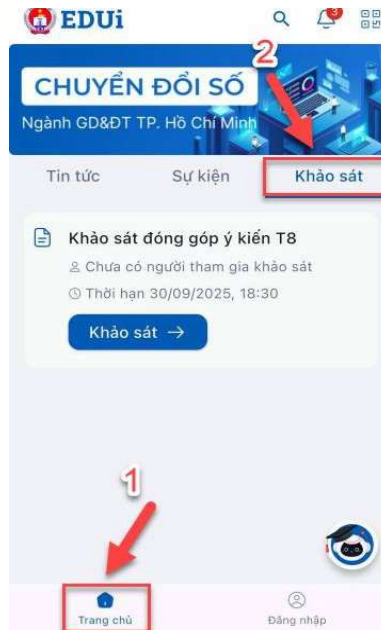 EDUi
3
2
CHUYỂN ĐỔI SỐ
Ngành GD&ĐT TP. Hồ Chí Minh
Tin tức Sự kiện Khảo sát
Khảo sát đóng góp ý kiến T8
Chưa có người tham gia khảo sát
Thời hạn 30/09/2025, 18:30
Khảo sát →
1
Trang chủ Đăng nhập